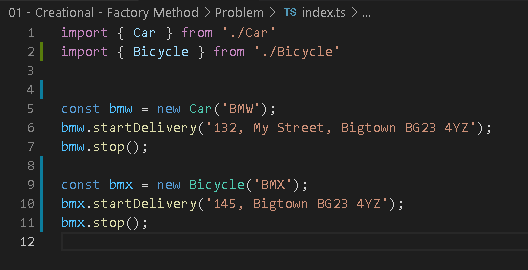 01 - Creational - Factory Method > Problem > TS index.ts > ...
1 import { Car } from './Car'
2 import { Bicycle } from './Bicycle'
3
4
5 const bmw = new Car('BMW');
6 bmw.startDelivery('132, My Street, Bigtown BG23 4YZ');
7 bmw.stop();
8
9 const bmx = new Bicycle('BMX');
10 bmx.startDelivery('145, Bigtown BG23 4YZ');
11 bmx.stop();
12